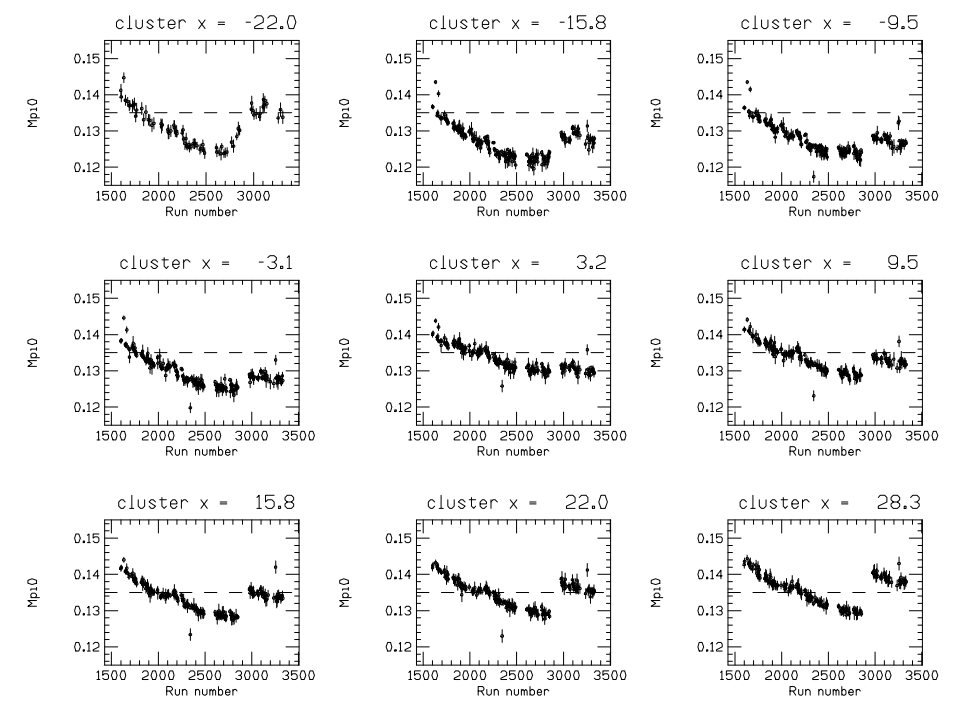 cluster x = -22.0 cluster x = -15.8 cluster x = -9.5
0.15 0.15 0.15
0.14 0.14 0.14
Mpi0 Mpi0 Mpi0
0.13 0.13 0.13
0.12 0.12 0.12
1500 2000 2500 3000 3500 1500 2000 2500 3000 3500 1500 2000 2500 3000 3500
Run number Run number Run number
cluster x = -3.1 cluster x = 3.2 cluster x = 9.5
0.15 0.15 0.15
0.14 0.14 0.14
Mpi0 Mpi0 Mpi0
0.13 0.13 0.13
0.12 0.12 0.12
1500 2000 2500 3000 3500 1500 2000 2500 3000 3500 1500 2000 2500 3000 3500
Run number Run number Run number
cluster x = 15.8 cluster x = 22.0 cluster x = 28.3
0.15 0.15 0.15
0.14 0.14 0.14
Mpi0 Mpi0 Mpi0
0.13 0.13 0.13
0.12 0.12 0.12
1500 2000 2500 3000 3500 1500 2000 2500 3000 3500 1500 2000 2500 3000 3500
Run number Run number Run number